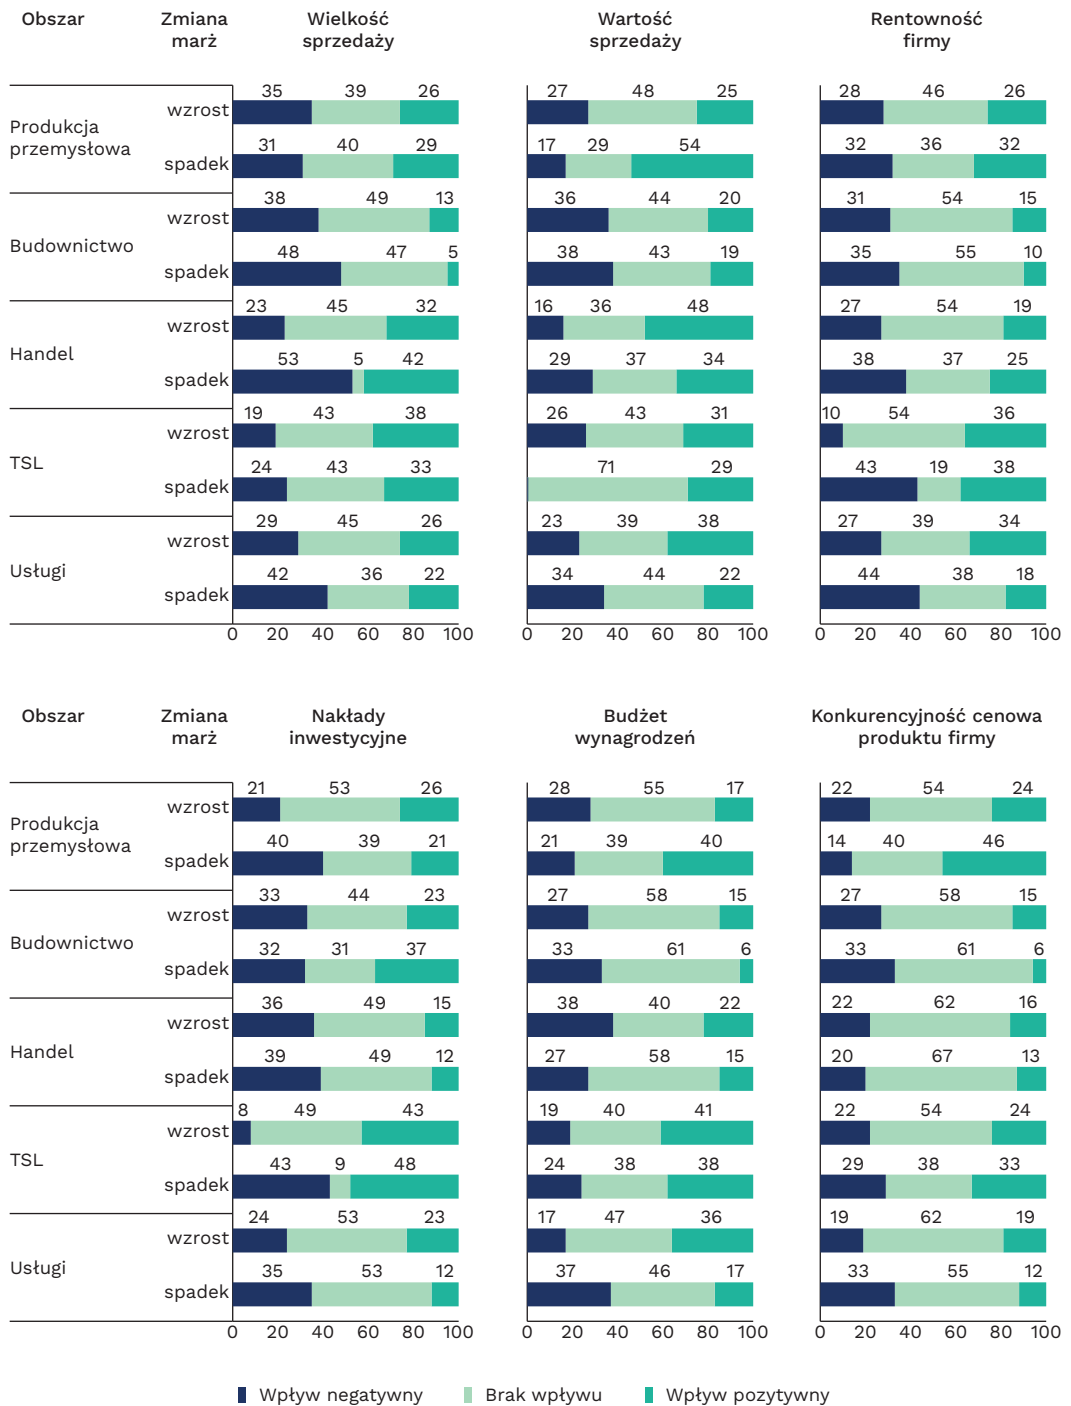 Obszar Zmiana marż Wielkość sprzedaży Wartość sprzedaży Rentowność firmy
Produkcja przemysłowa
wzrost 35 39 26 27 48 25 28 46 26
spadek 31 40 29 17 29 54 32 36 32
Budownictwo
wzrost 38 49 13 36 44 20 31 54 15
spadek 48 47 5 38 43 19 35 55 10
Handel
wzrost 23 45 32 16 36 48 27 54 19
spadek 53 5 42 29 37 34 38 37 25
TSL
wzrost 19 43 38 26 43 31 10 54 36
spadek 24 43 33 71 29 43 19 38
Usługi
wzrost 29 45 26 23 39 38 27 39 34
spadek 42 36 22 34 44 22 44 38 18
0 20 40 60 80 100 0 20 40 60 80 100 0 20 40 60 80 100
Obszar Zmiana marż Nakłady inwestycyjne Budżet wynagrodzeń Konkurencyjność cenowa produktu firmy
Produkcja przemysłowa
wzrost 21 53 26 28 55 17 22 54 24
spadek 40 39 21 21 39 40 14 40 46
Budownictwo
wzrost 33 44 23 27 58 15 27 58 15
spadek 32 31 37 33 61 6 33 61 6
Handel
wzrost 36 49 15 38 40 22 22 62 16
spadek 39 49 12 27 58 15 20 67 13
TSL
wzrost 8 49 43 19 40 41 22 54 24
spadek 43 9 48 24 38 38 29 38 33
Usługi
wzrost 24 53 23 17 47 36 19 62 19
spadek 35 53 12 37 46 17 33 55 12
0 20 40 60 80 100 0 20 40 60 80 100 0 20 40 60 80 100
Wpływ negatywny Brak wpływu Wpływ pozytywny